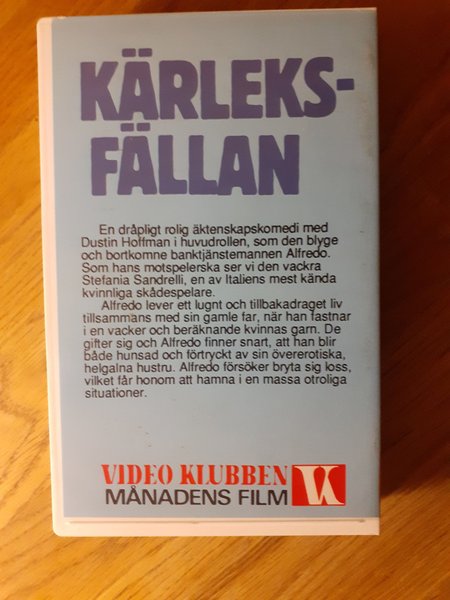 KÄRLEKS-
FÄLLAN
En dråpligt rolig äktenskapskomedi med
Dustin Hoffman i huvudrollen, som den blyge
och bortkomne banktjänstemannen Alfredo.
Som hans motspelerska ser vi den vackra
Stefania Sandrelli, en av Italiens mest kända
kvinnliga skådespelare.
Alfredo lever ett lugnt och tillbakadraget liv
tillsammans med sin gamle far, när han fastnar
i en vacker och beräknande kvinnas garn. De
gifter sig och Alfredo finner snart, att han blir
både hunsad och förtryckt av sin övererotiska,
helgalna hustru. Alfredo försöker bryta sig loss,
vilket får honom att hamna i en massa otroliga
situationer.
VIDEO KLUBBEN
MÅNADENS FILM
VK